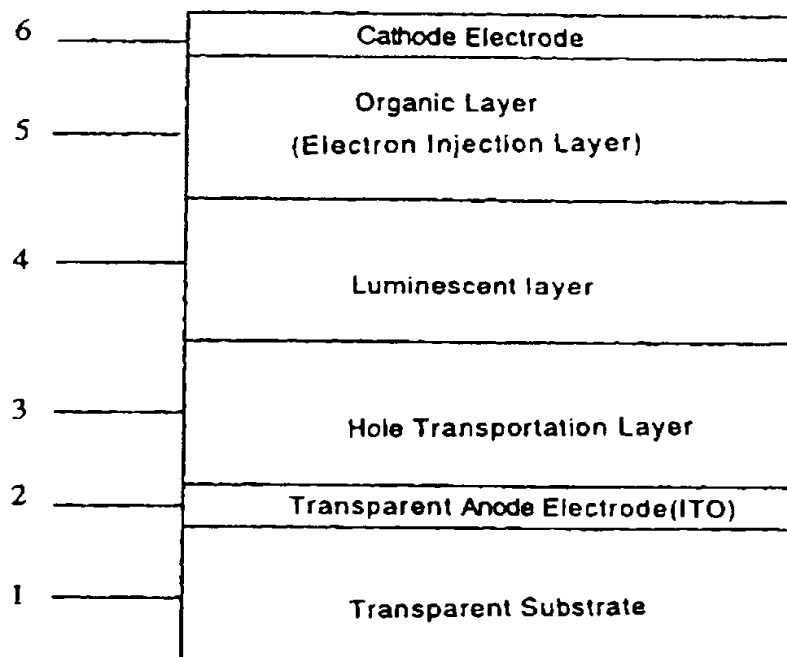 6 Cathode Electrode
5 Organic Layer
(Electron Injection Layer)
4 Luminescent layer
3 Hole Transportation Layer
2 Transparent Anode Electrode(ITO)
1 Transparent Substrate